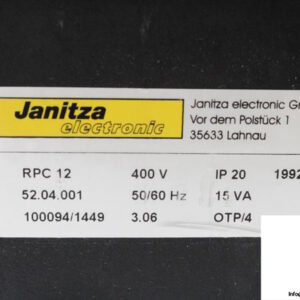 Janitza
electronic
Janitza electronic G
Vor dem Polstück 1
35633 Lahnau
RPC 12 400 V IP 20 1992
52.04.001 50/60 Hz 15 VA
100094/1449 3.06 OTP/4